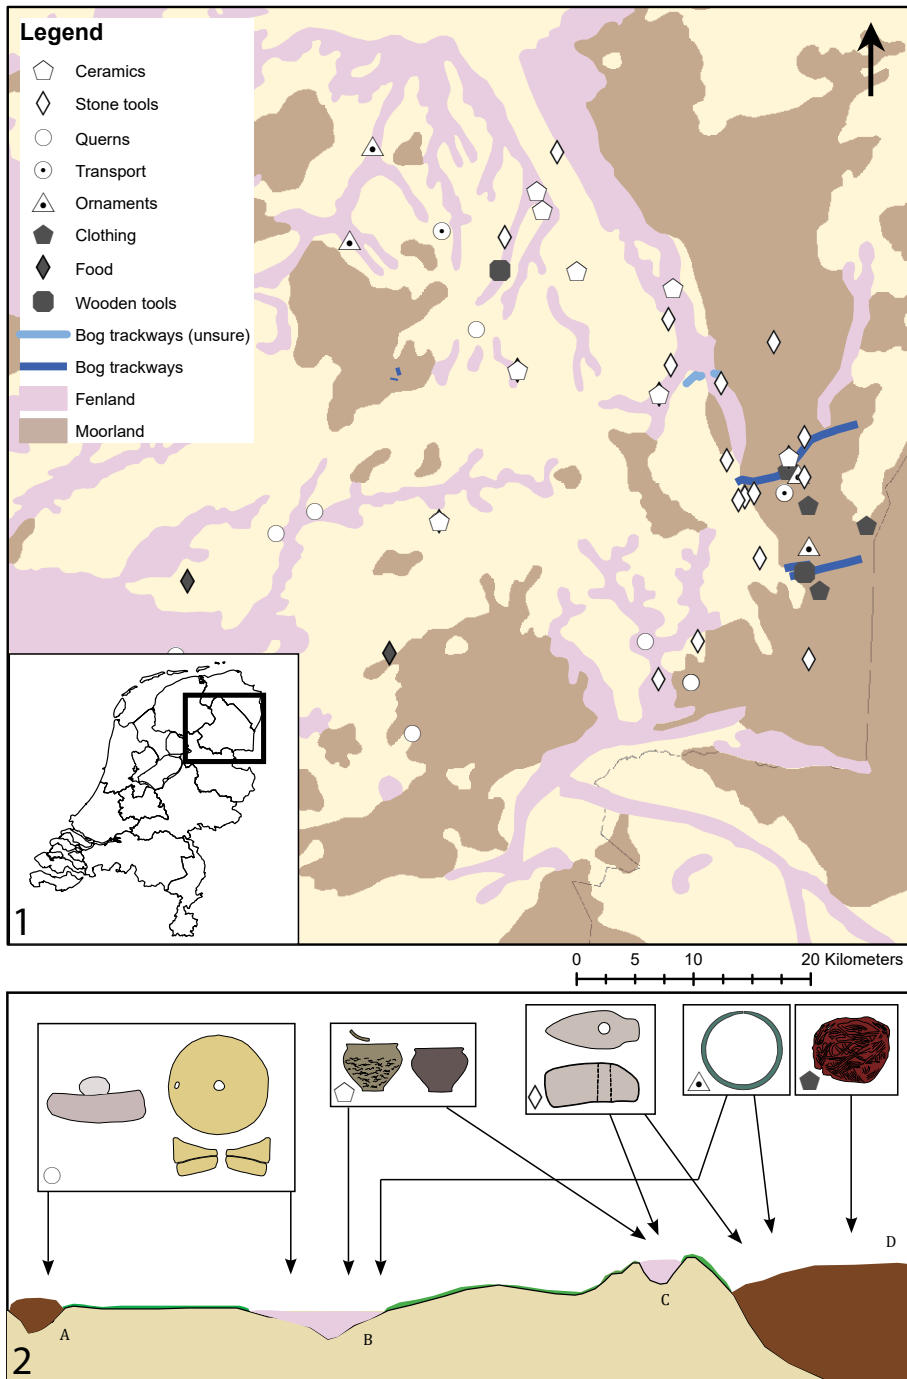 Legend
Ceramics
Stone tools
Querns
Transport
Ornaments
Clothing
Food
Wooden tools
Bog trackways (unsure)
Bog trackways
Fenland
Moorland
1
0 5 10 20 Kilometers
D
C
A
B
2